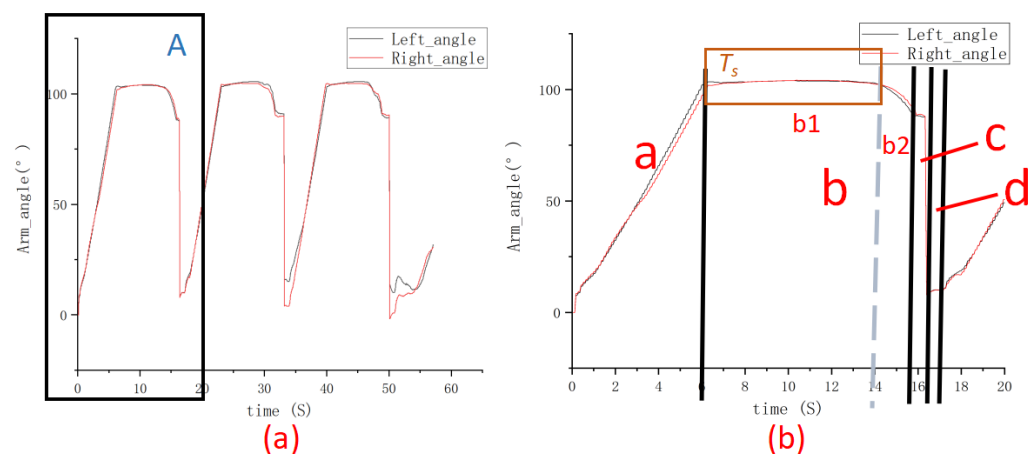 A
Left_angle
Right_angle
100
50
0
Arm_angle(°)
0 10 20 30 40 50 60
time (S)
(a)
Left_angle
Right_angle
Ts
b1
b2
a
b
c
d
100
50
0
Arm_angle(°)
0 2 4 6 8 10 12 14 16 18 20
time (S)
(b)